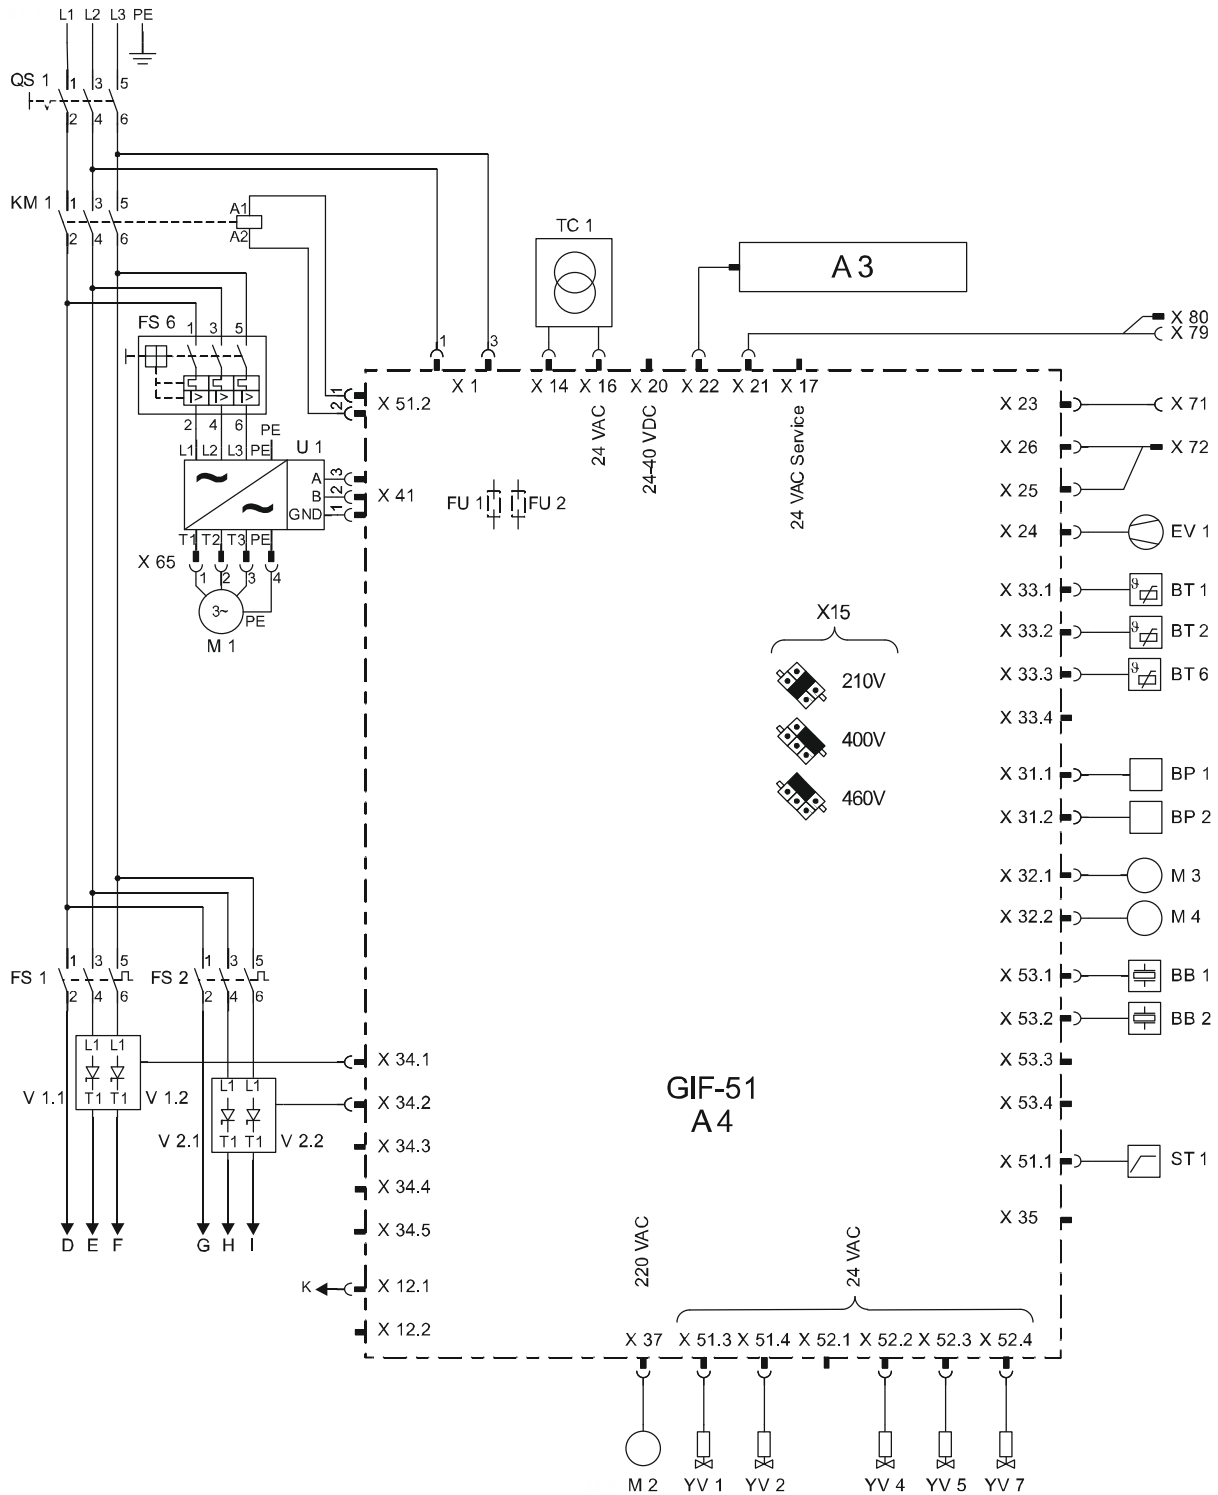 L1 L2 L3 PE
QS 1
1 3 5
2 4 6
KM 1
1 3 5
2 4 6
A1
A2
TC 1
A 3
X 80
X 79
FS 6
1 3 5
2 4 6
PE
1 3
X 1 X 14 X 16 X 20 X 22 X 21 X 17
24 VAC
24-40 VDC
24 VAC Service
1
2
X 51.2
X 23 X 71
X 26 X 72
X 25
X 24 EV 1
L1 L2 L3 PE
U 1
A 3
B 2
GND 1
X 41
FU 1 FU 2
T1 T2 T3 PE
X 65
1 2 3 4
3~
PE
M 1
X15
210V
400V
460V
X 33.1 ϑ BT 1
X 33.2 ϑ BT 2
X 33.3 ϑ BT 6
X 33.4
X 31.1 BP 1
X 31.2 BP 2
X 32.1 M 3
X 32.2 M 4
X 53.1 BB 1
X 53.2 BB 2
X 53.3
X 53.4
X 51.1 ST 1
X 35
FS 1
1 3 5
2 4 6
FS 2
1 3 5
2 4 6
L1 L1
T1 T1
V 1.1 V 1.2
L1 L1
T1 T1
V 2.1 V 2.2
X 34.1
X 34.2
X 34.3
X 34.4
X 34.5
GIF-51
A 4
D E F G H I
K
X 12.1
X 12.2
220 VAC
24 VAC
X 37 X 51.3 X 51.4 X 52.1 X 52.2 X 52.3 X 52.4
M 2 YV 1 YV 2 YV 4 YV 5 YV 7